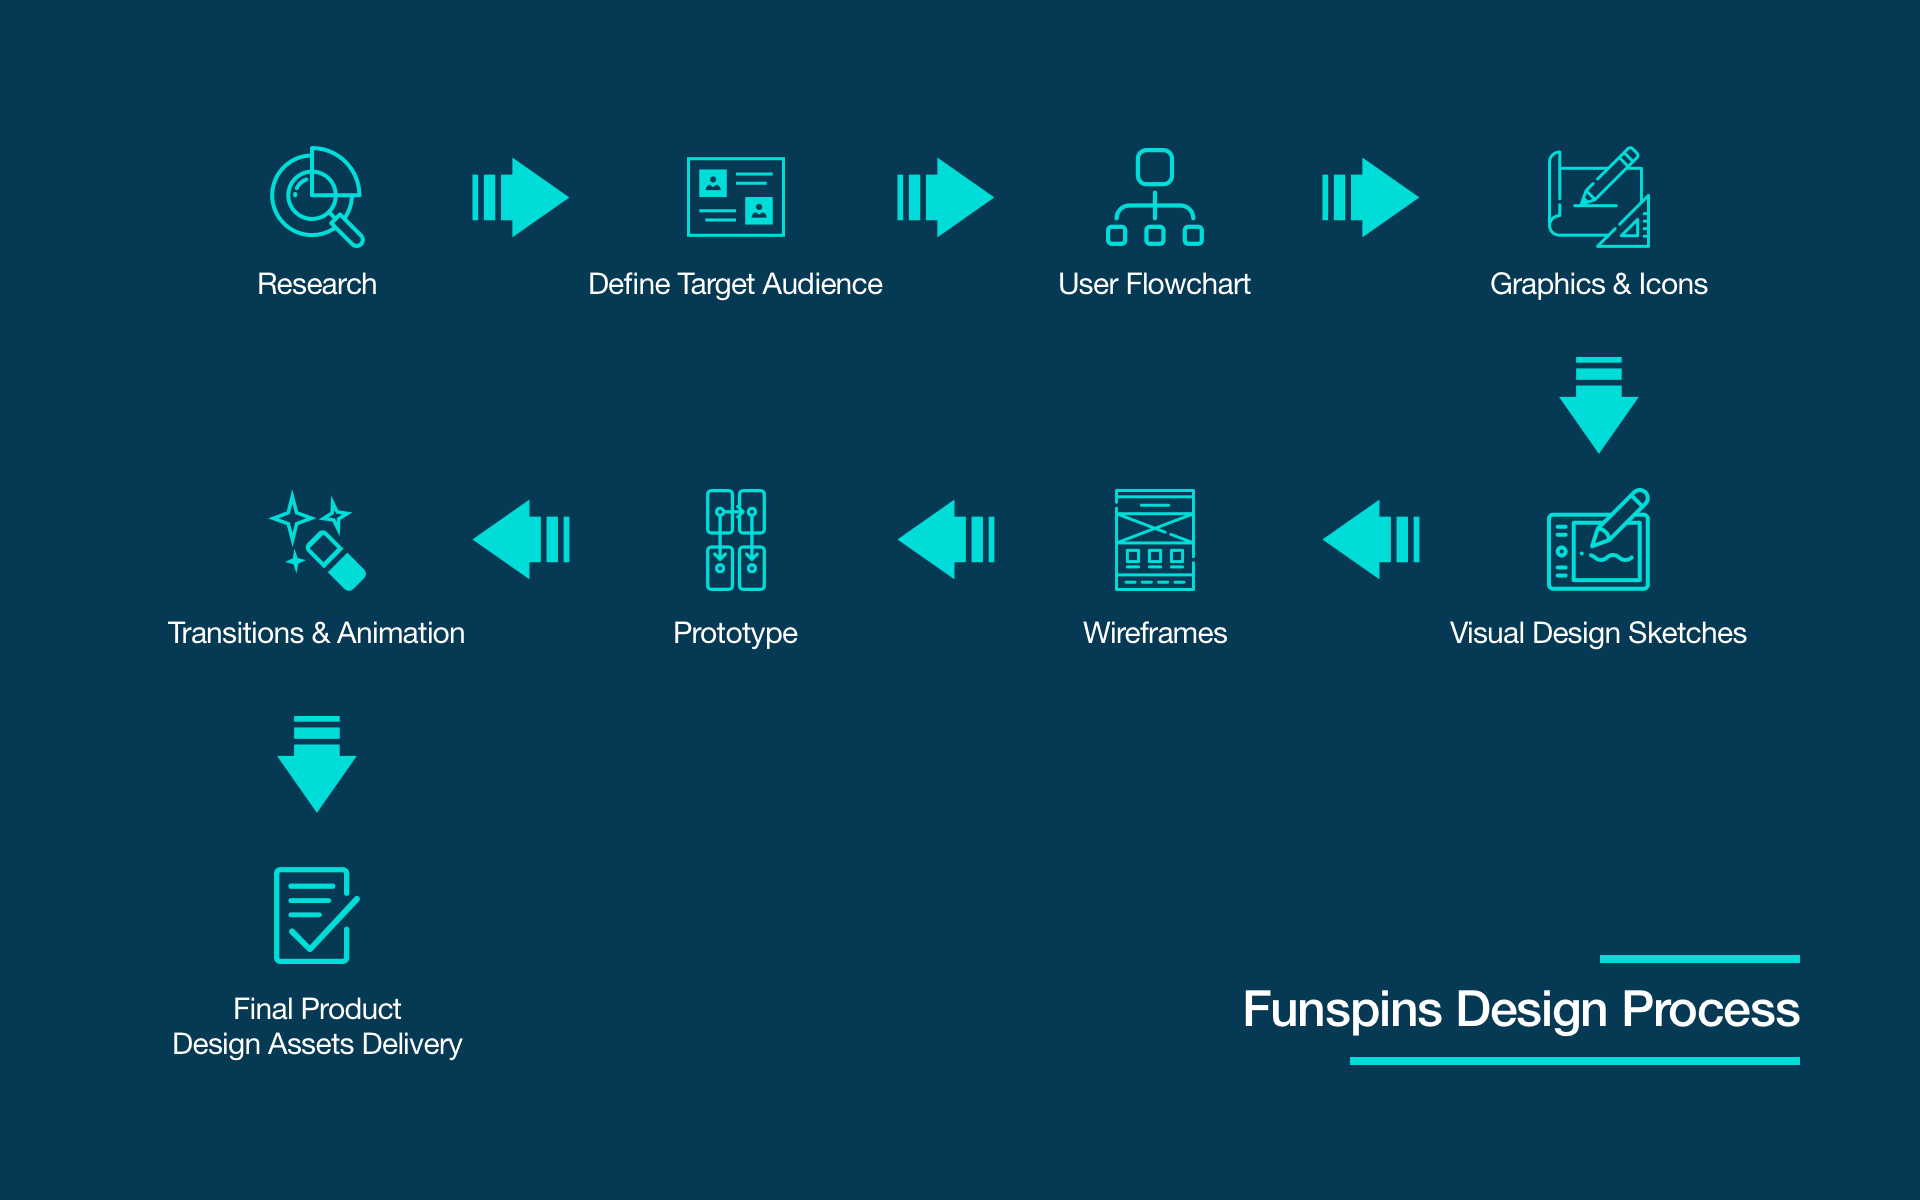 Research
Define Target Audience
User Flowchart
Graphics & Icons
Transitions & Animation
Prototype
Wireframes
Visual Design Sketches
Final Product
Design Assets Delivery
Funspins Design Process